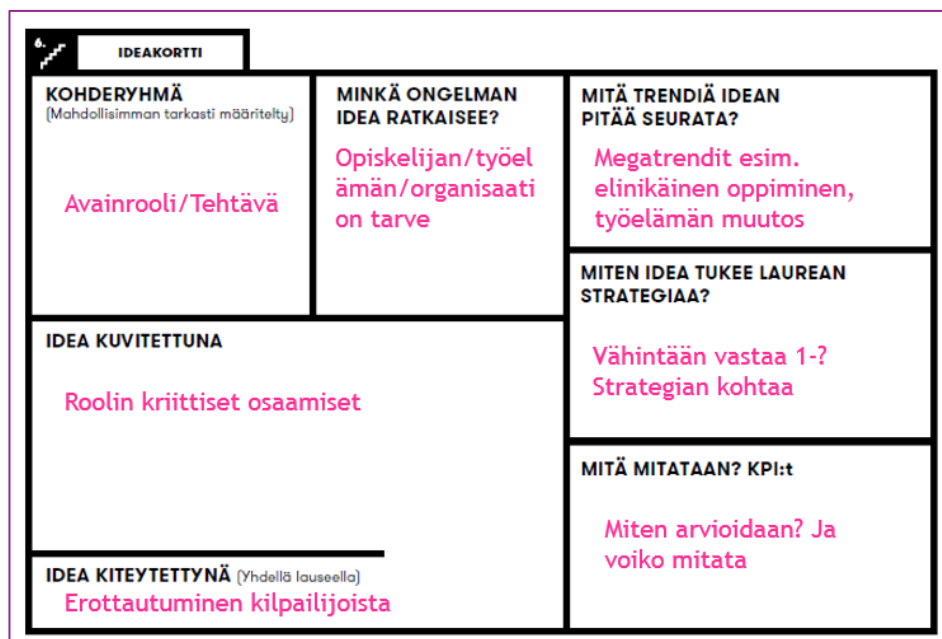 6.
IDEAKORTTI
KOHDERYHMÄ
(Mahdollisimman tarkasti määritelty)
Avainrooli/Tehtävä
MINKÄ ONGELMAN
IDEA RATKAISEE?
Opiskelijan/työel
ämän/organisaati
on tarve
MITÄ TRENDIÄ IDEAN
PITÄÄ SEURATA?
Megatrendit esim.
elinikäinen oppiminen,
työelämän muutos
MITEN IDEA TUKEE LAUREAN
STRATEGIAA?
Vähintään vastaa 1-?
Strategian kohtaa
IDEA KUVITETTUNA
Roolin kriittiset osaamiset
MITÄ MITATAAN? KPI:t
Miten arvioidaan? Ja
voiko mitata
IDEA KITEYTETTYNÄ (Yhdellä lauseella)
Erottautuminen kilpailijoista